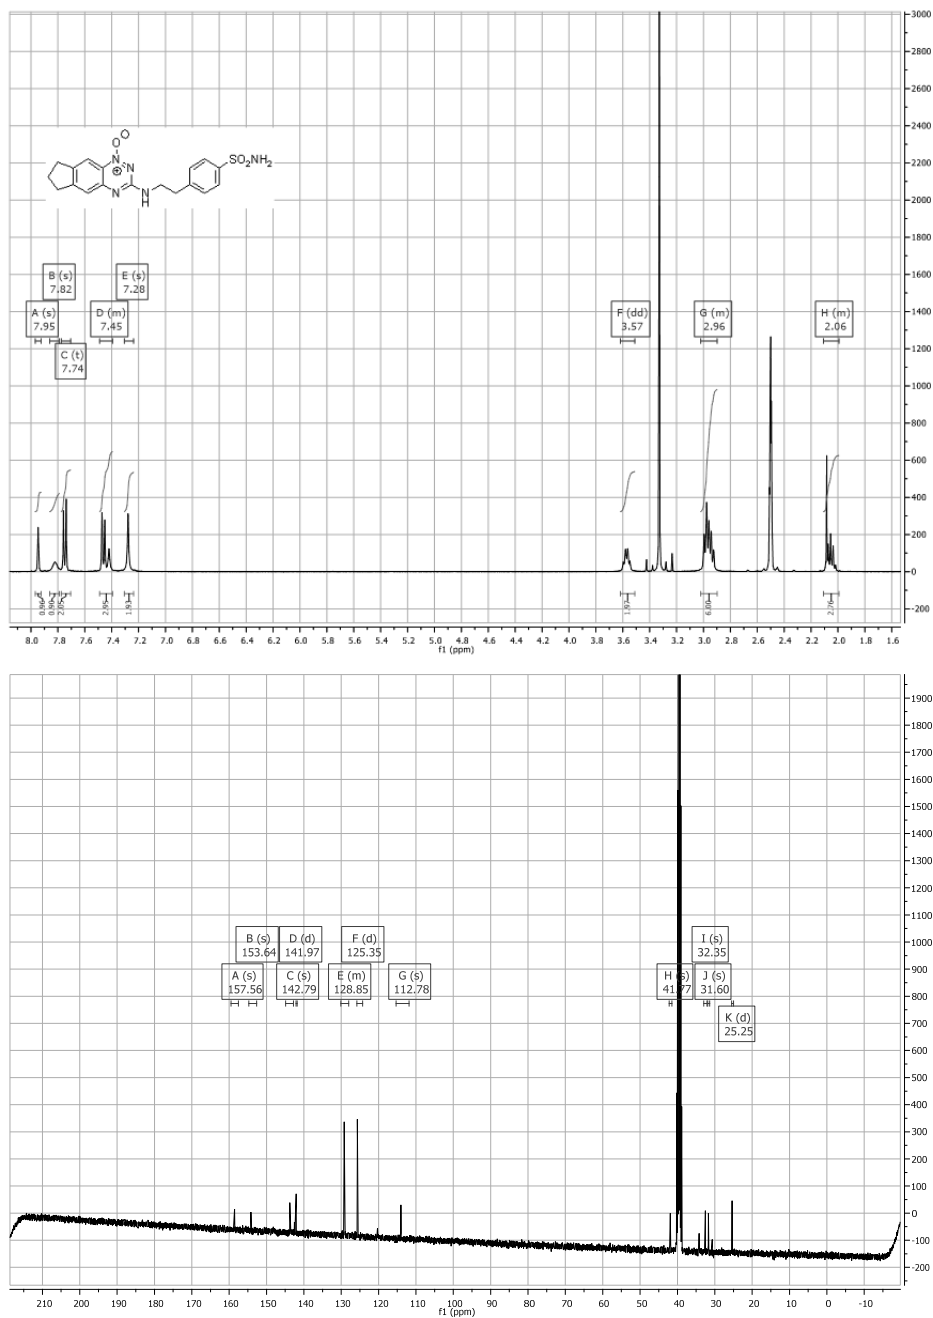 3000
2800
2600
2400
2200
2000
1800
1600
1400
1200
1000
800
600
400
200
0
-200
O
O
N
⊕
N
N
N
H
SO₂NH₂
B (s)
7.82
E (s)
7.28
A (s)
7.95
D (m)
7.45
F (dd)
3.57
G (m)
2.96
H (m)
2.06
C (t)
7.74
0.96
0.96
2.05
2.95
1.93
1.97
6.00
2.76
8.0 7.8 7.6 7.4 7.2 7.0 6.8 6.6 6.4 6.2 6.0 5.8 5.6 5.4 5.2 5.0 4.8 4.6 4.4 4.2 4.0 3.8 3.6 3.4 3.2 3.0 2.8 2.6 2.4 2.2 2.0 1.8 1.6
f1 (ppm)
1900
1800
1700
1600
1500
1400
1300
1200
1100
1000
900
800
700
600
500
400
300
200
100
0
-100
-200
B (s)
153.64
D (d)
141.97
F (d)
125.35
I (s)
32.35
A (s)
157.56
C (s)
142.79
E (m)
128.85
G (s)
112.78
H (s)
41.77
J (s)
31.60
K (d)
25.25
210 200 190 180 170 160 150 140 130 120 110 100 90 80 70 60 50 40 30 20 10 0 -10
f1 (ppm)